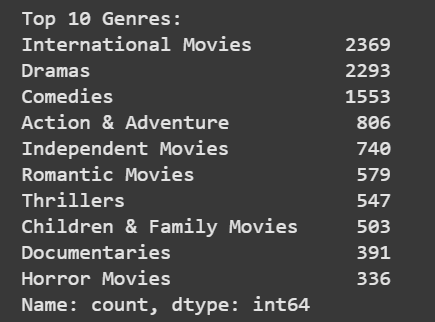 Top 10 Genres:
International Movies 2369
Dramas 2293
Comedies 1553
Action & Adventure 806
Independent Movies 740
Romantic Movies 579
Thrillers 547
Children & Family Movies 503
Documentaries 391
Horror Movies 336
Name: count, dtype: int64